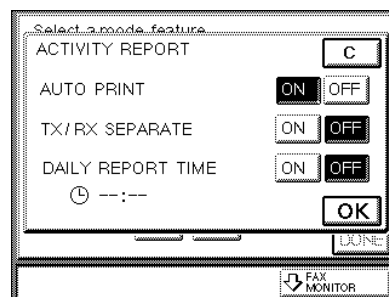 Select a mode feature
ACTIVITY REPORT C
AUTO PRINT ON OFF
TX/RX SEPARATE ON OFF
DAILY REPORT TIME ON OFF
--:--
OK
DONE
FAX
MONITOR